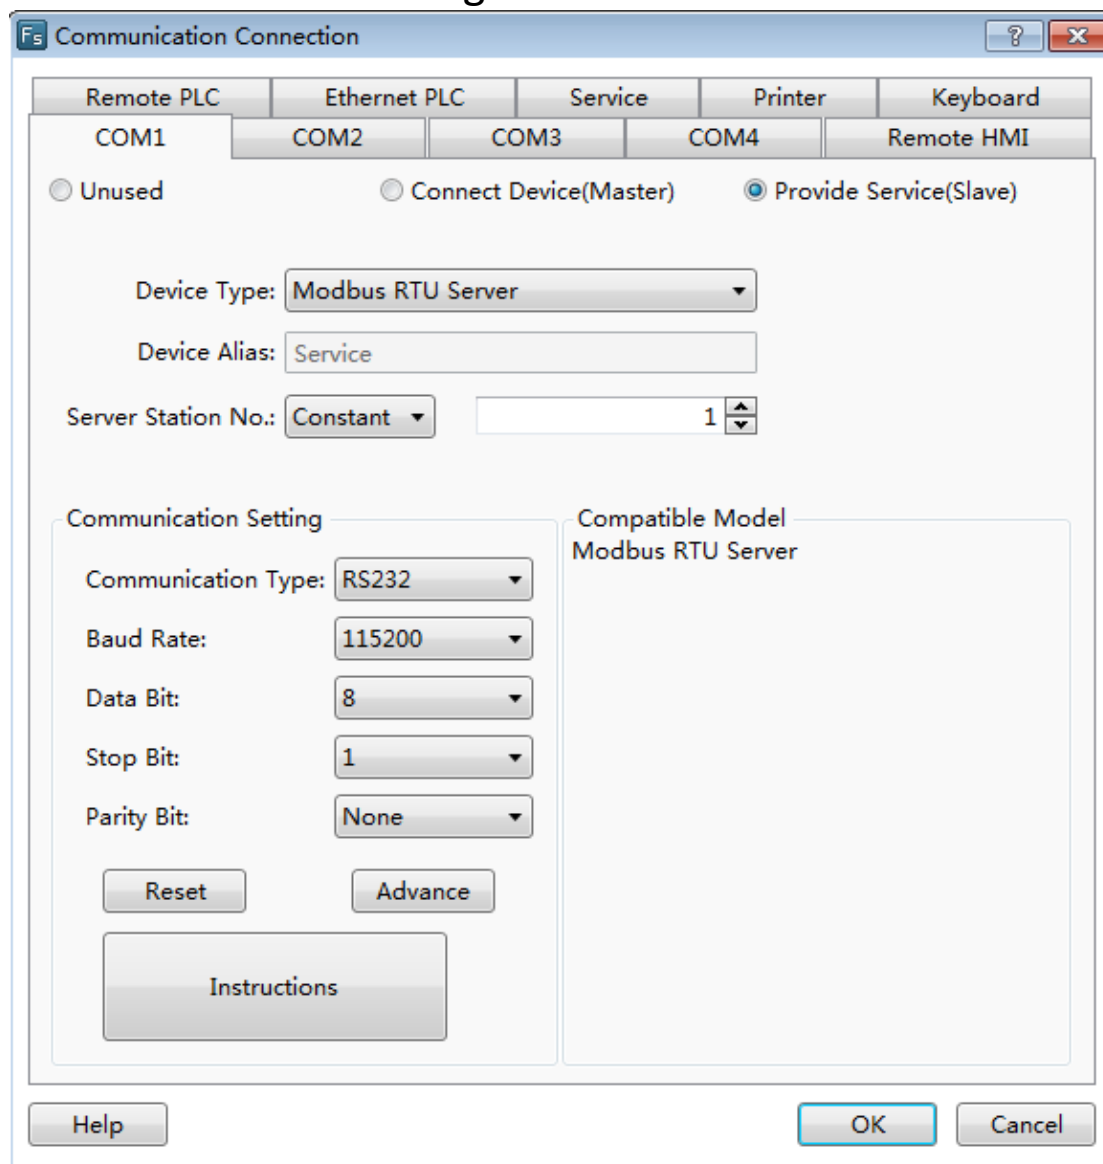 Fs Communication Connection
Remote PLC Ethernet PLC Service Printer Keyboard
COM1 COM2 COM3 COM4 Remote HMI
Unused Connect Device(Master) Provide Service(Slave)
Device Type: Modbus RTU Server
Device Alias: Service
Server Station No.: Constant 1
Communication Setting
Communication Type: RS232
Baud Rate: 115200
Data Bit: 8
Stop Bit: 1
Parity Bit: None
Reset Advance
Instructions
Compatible Model
Modbus RTU Server
Help OK Cancel